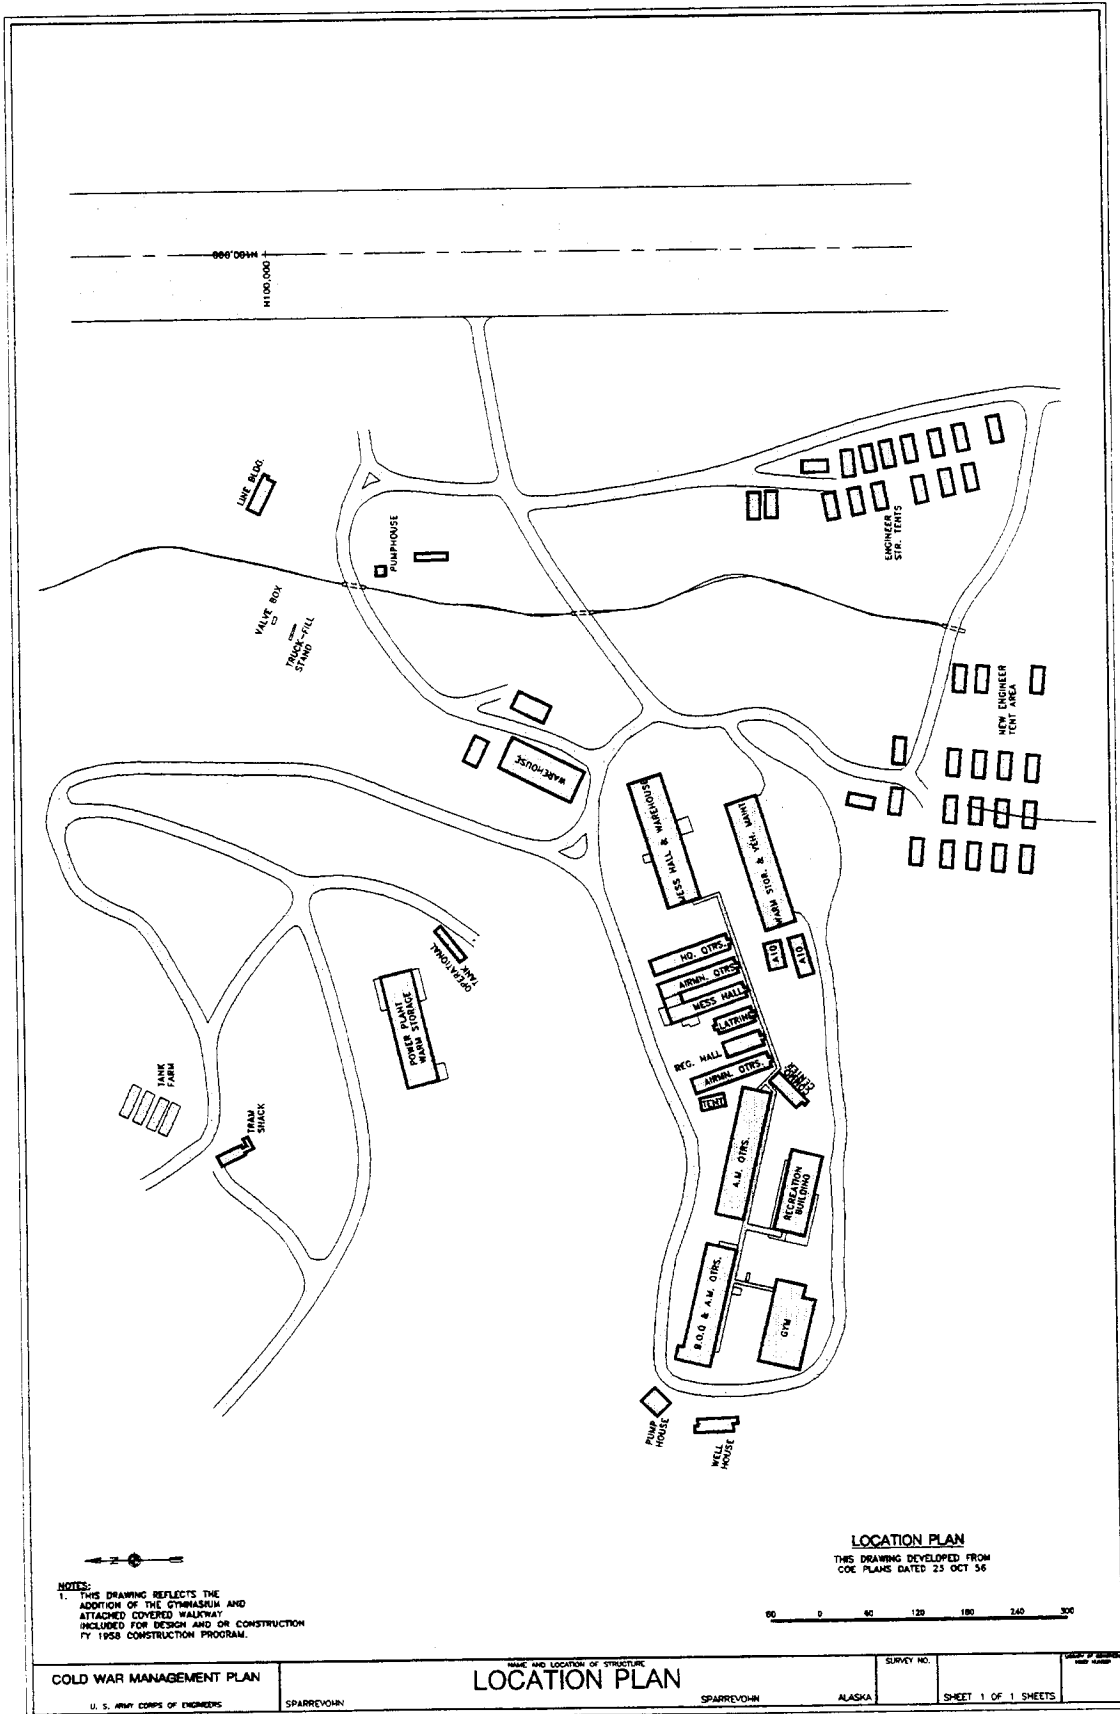 N100,000
N100,000
LINE BLDG.
PUMPHOUSE
VALVE BOX
TRUCK-FILL
STAND
ENGINEER
STR. TENTS
NEW ENGINEER
TENT AREA
WAREHOUSE
MESS HALL & WAREHOUSE
WARM STOR. & VEH. MAINT.
OPERATIONAL
TANK
POWER PLANT
WARM STORAGE
HQ. QTRS.
AIRMN. QTRS.
MESS HALL
LATRINE
REC. HALL
AIRMN. QTRS.
AIO
AIO
TENT
CENTER
TANK
FARM
TRAM
SHACK
A.M. QTRS.
RECREATION
BUILDING
B.O.Q & A.M. QTRS.
GYM
PUMP
HOUSE
WELL
HOUSE
N
LOCATION PLAN
THIS DRAWING DEVELOPED FROM
COE PLANS DATED 25 OCT 56
NOTES:
1. THIS DRAWING REFLECTS THE
ADDITION OF THE GYMNASIUM AND
ATTACHED COVERED WALKWAY
INCLUDED FOR DESIGN AND OR CONSTRUCTION
FY 1958 CONSTRUCTION PROGRAM.
60 0 60 120 180 240 300
COLD WAR MANAGEMENT PLAN
U. S. ARMY CORPS OF ENGINEERS
NAME AND LOCATION OF STRUCTURE
LOCATION PLAN
SPARREVOHN
SPARREVOHN ALASKA
SURVEY NO.
SHEET 1 OF 1 SHEETS